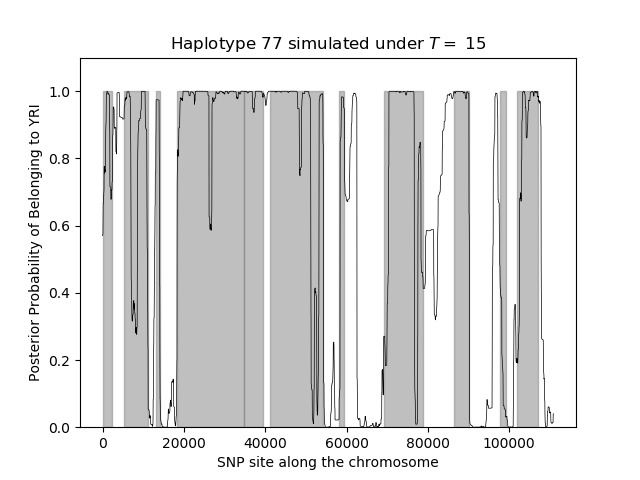 Haplotype 77 simulated under T = 15
Posterior Probability of Belonging to YRI
1.0
0.8
0.6
0.4
0.2
0.0
0 20000 40000 60000 80000 100000
SNP site along the chromosome